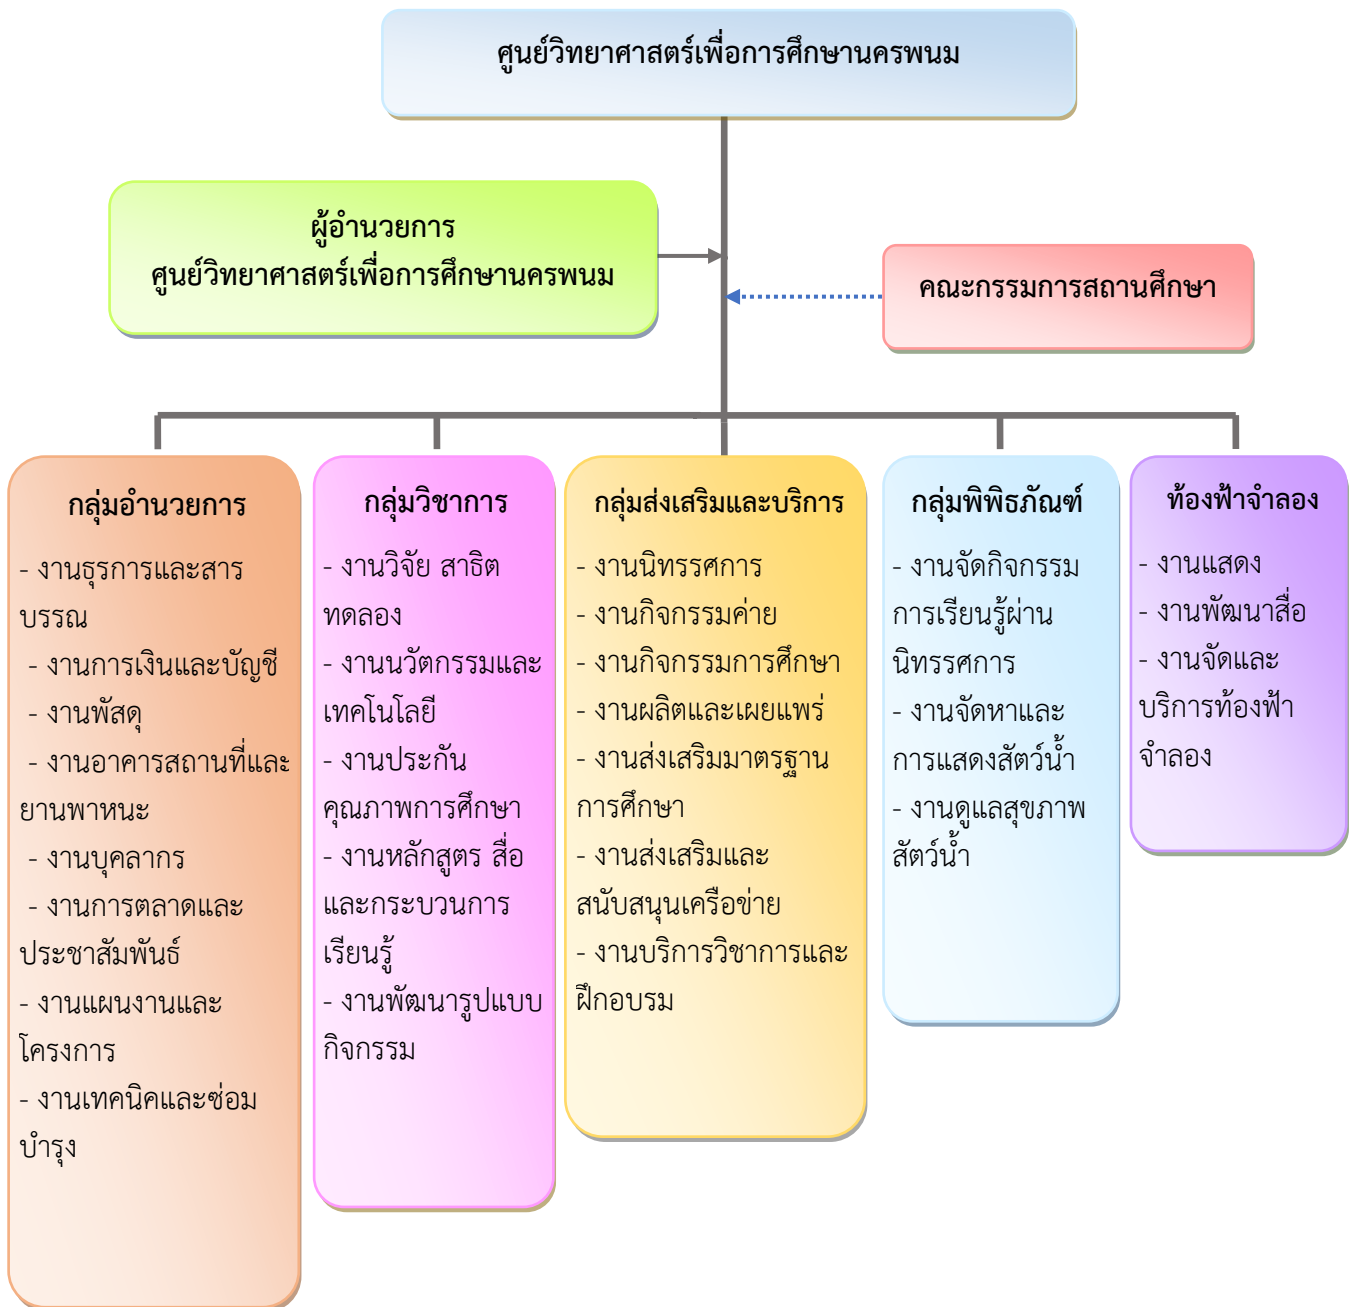 ศูนย์วิทยาศาสตร์เพื่อการศึกษานครพนม
ผู้อำนวยการ
ศูนย์วิทยาศาสตร์เพื่อการศึกษานครพนม
คณะกรรมการสถานศึกษา
กลุ่มอำนวยการ
- งานธุรการและสาร
บรรณ
- งานการเงินและบัญชี
- งานพัสดุ
- งานอาคารสถานที่และ
ยานพาหนะ
- งานบุคลากร
- งานการตลาดและ
ประชาสัมพันธ์
- งานแผนงานและ
โครงการ
- งานเทคนิคและซ่อม
บำรุง
กลุ่มวิชาการ
- งานวิจัย สาธิต
ทดลอง
- งานนวัตกรรมและ
เทคโนโลยี
- งานประกัน
คุณภาพการศึกษา
- งานหลักสูตร สื่อ
และกระบวนการ
เรียนรู้
- งานพัฒนารูปแบบ
กิจกรรม
กลุ่มส่งเสริมและบริการ
- งานนิทรรศการ
- งานกิจกรรมค่าย
- งานกิจกรรมการศึกษา
- งานผลิตและเผยแพร่
- งานส่งเสริมมาตรฐาน
การศึกษา
- งานส่งเสริมและ
สนับสนุนเครือข่าย
- งานบริการวิชาการและ
ฝึกอบรม
กลุ่มพิพิธภัณฑ์
- งานจัดกิจกรรม
การเรียนรู้ผ่าน
นิทรรศการ
- งานจัดหาและ
การแสดงสัตว์น้ำ
- งานดูแลสุขภาพ
สัตว์น้ำ
ท้องฟ้าจำลอง
- งานแสดง
- งานพัฒนาสื่อ
- งานจัดและ
บริการท้องฟ้า
จำลอง